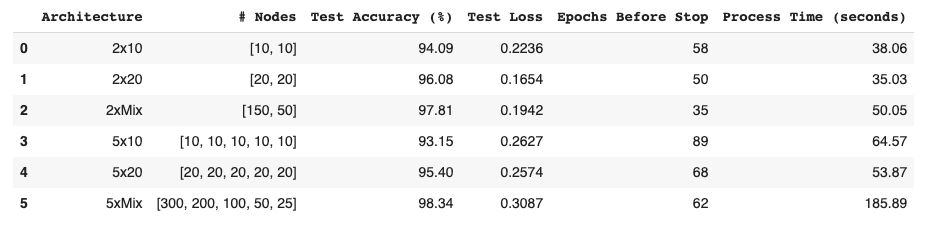 Architecture # Nodes Test Accuracy (%) Test Loss Epochs Before Stop Process Time (seconds)
0 2x10 [10, 10] 94.09 0.2236 58 38.06
1 2x20 [20, 20] 96.08 0.1654 50 35.03
2 2xMix [150, 50] 97.81 0.1942 35 50.05
3 5x10 [10, 10, 10, 10, 10] 93.15 0.2627 89 64.57
4 5x20 [20, 20, 20, 20, 20] 95.40 0.2574 68 53.87
5 5xMix [300, 200, 100, 50, 25] 98.34 0.3087 62 185.89